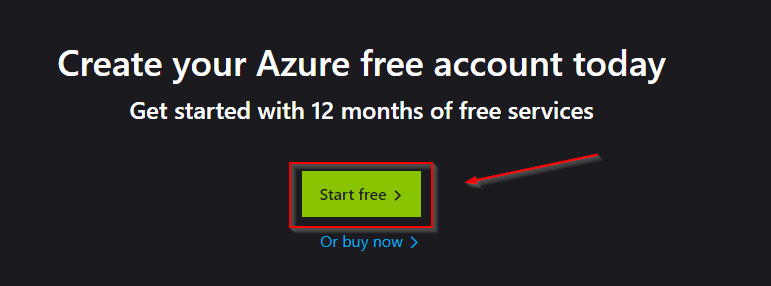 Create your Azure free account today
Get started with 12 months of free services
Start free >
Or buy now >